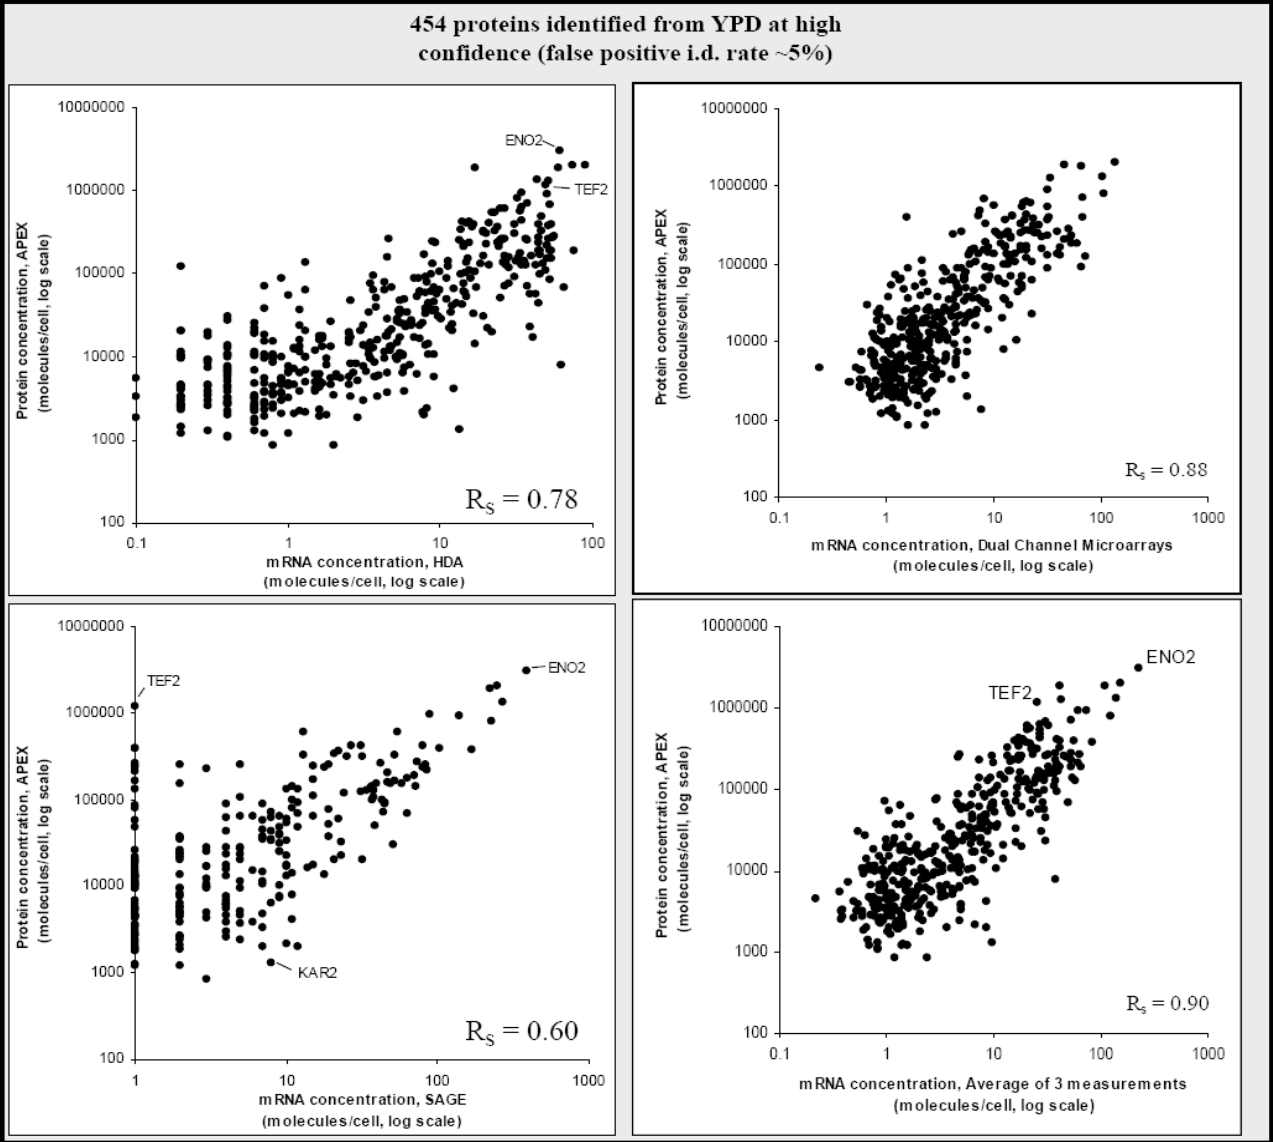 454 proteins identified from YPD at high
confidence (false positive i.d. rate ~5%)
Protein concentration, APEX
(molecules/cell, log scale)
10000000
1000000
100000
10000
1000
100
ENO2
TEF2
Rs = 0.78
0.1
1
10
100
mRNA concentration, HDA
(molecules/cell, log scale)
Protein concentration, APEX
(molecules/cell, log scale)
10000000
1000000
100000
10000
1000
100
Rs = 0.88
0.1
1
10
100
1000
mRNA concentration, Dual Channel Microarrays
(molecules/cell, log scale)
Protein concentration, APEX
(molecules/cell, log scale)
10000000
1000000
100000
10000
1000
100
TEF2
ENO2
KAR2
Rs = 0.60
1
10
100
1000
mRNA concentration, SAGE
(molecules/cell, log scale)
Protein concentration, APEX
(molecules/cell, log scale)
10000000
1000000
100000
10000
1000
100
ENO2
TEF2
Rs = 0.90
0.1
1
10
100
1000
mRNA concentration, Average of 3 measurements
(molecules/cell, log scale)